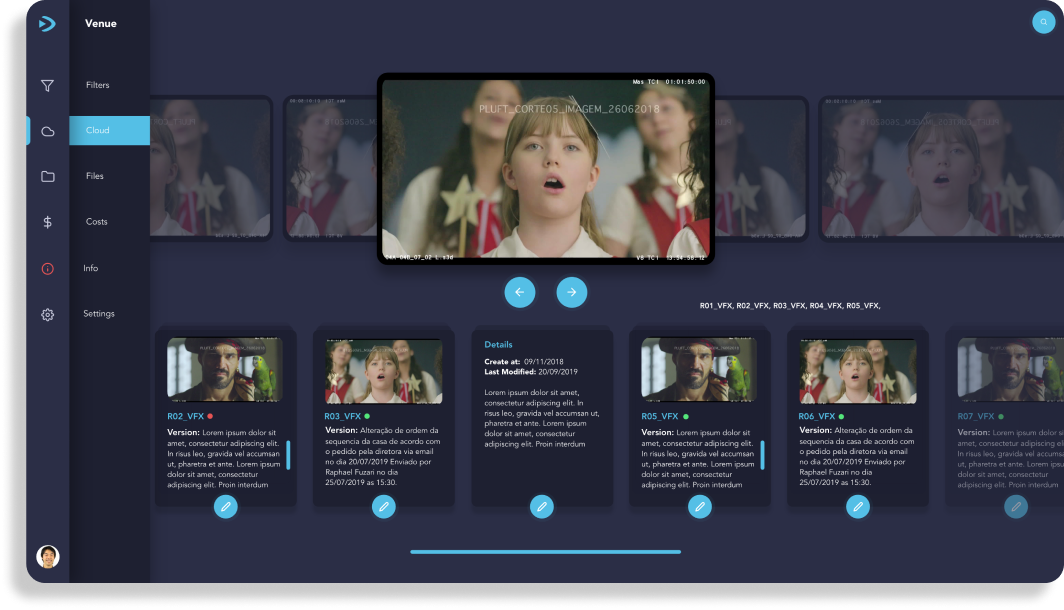 Venue
Filters
Cloud
Files
Costs
Info
Settings
Mes TC1 01:01:50:00
PLUFT_CORTE05_IMAGEM_26062018
V6 TC1 13:54:58:12
R01_VFX, R02_VFX, R03_VFX, R04_VFX, R05_VFX,
R02_VFX
Version: Lorem ipsum dolor sit
amet, consectetur adipiscing elit.
In risus leo, gravida vel accumsan
ut, pharetra et ante. Lorem ipsum
dolor sit amet, consectetur
adipiscing elit. Proin interdum
R03_VFX
Version: Alteração de ordem da
sequencia da casa de acordo com
o pedido pela diretora via email
no dia 20/07/2019 Enviado por
Raphael Fuzari no dia
25/07/2019 as 15:30.
Details
Create at: 09/11/2018
Last Modified: 20/09/2019
Lorem ipsum dolor sit amet,
consectetur adipiscing elit. In
risus leo, gravida vel accumsan ut,
pharetra et ante. Lorem ipsum
dolor sit amet, consectetur
adipiscing elit. Proin interdum
R05_VFX
Version: Lorem ipsum dolor sit
amet, consectetur adipiscing elit.
In risus leo, gravida vel accumsan
ut, pharetra et ante. Lorem ipsum
dolor sit amet, consectetur
adipiscing elit. Proin interdum
R06_VFX
Version: Alteração de ordem da
sequencia da casa de acordo com
o pedido pela diretora via email
no dia 20/07/2019 Enviado por
Raphael Fuzari no dia
25/07/2019 as 15:30.
R07_VFX
Version: Lorem ipsum dolor si
amet, consectetur adipiscing el
In risus leo, gravida vel accumsa
ut, pharetra et ante. Lorem ipsu
dolor sit amet, consectetur
adipiscing elit. Proin interdum